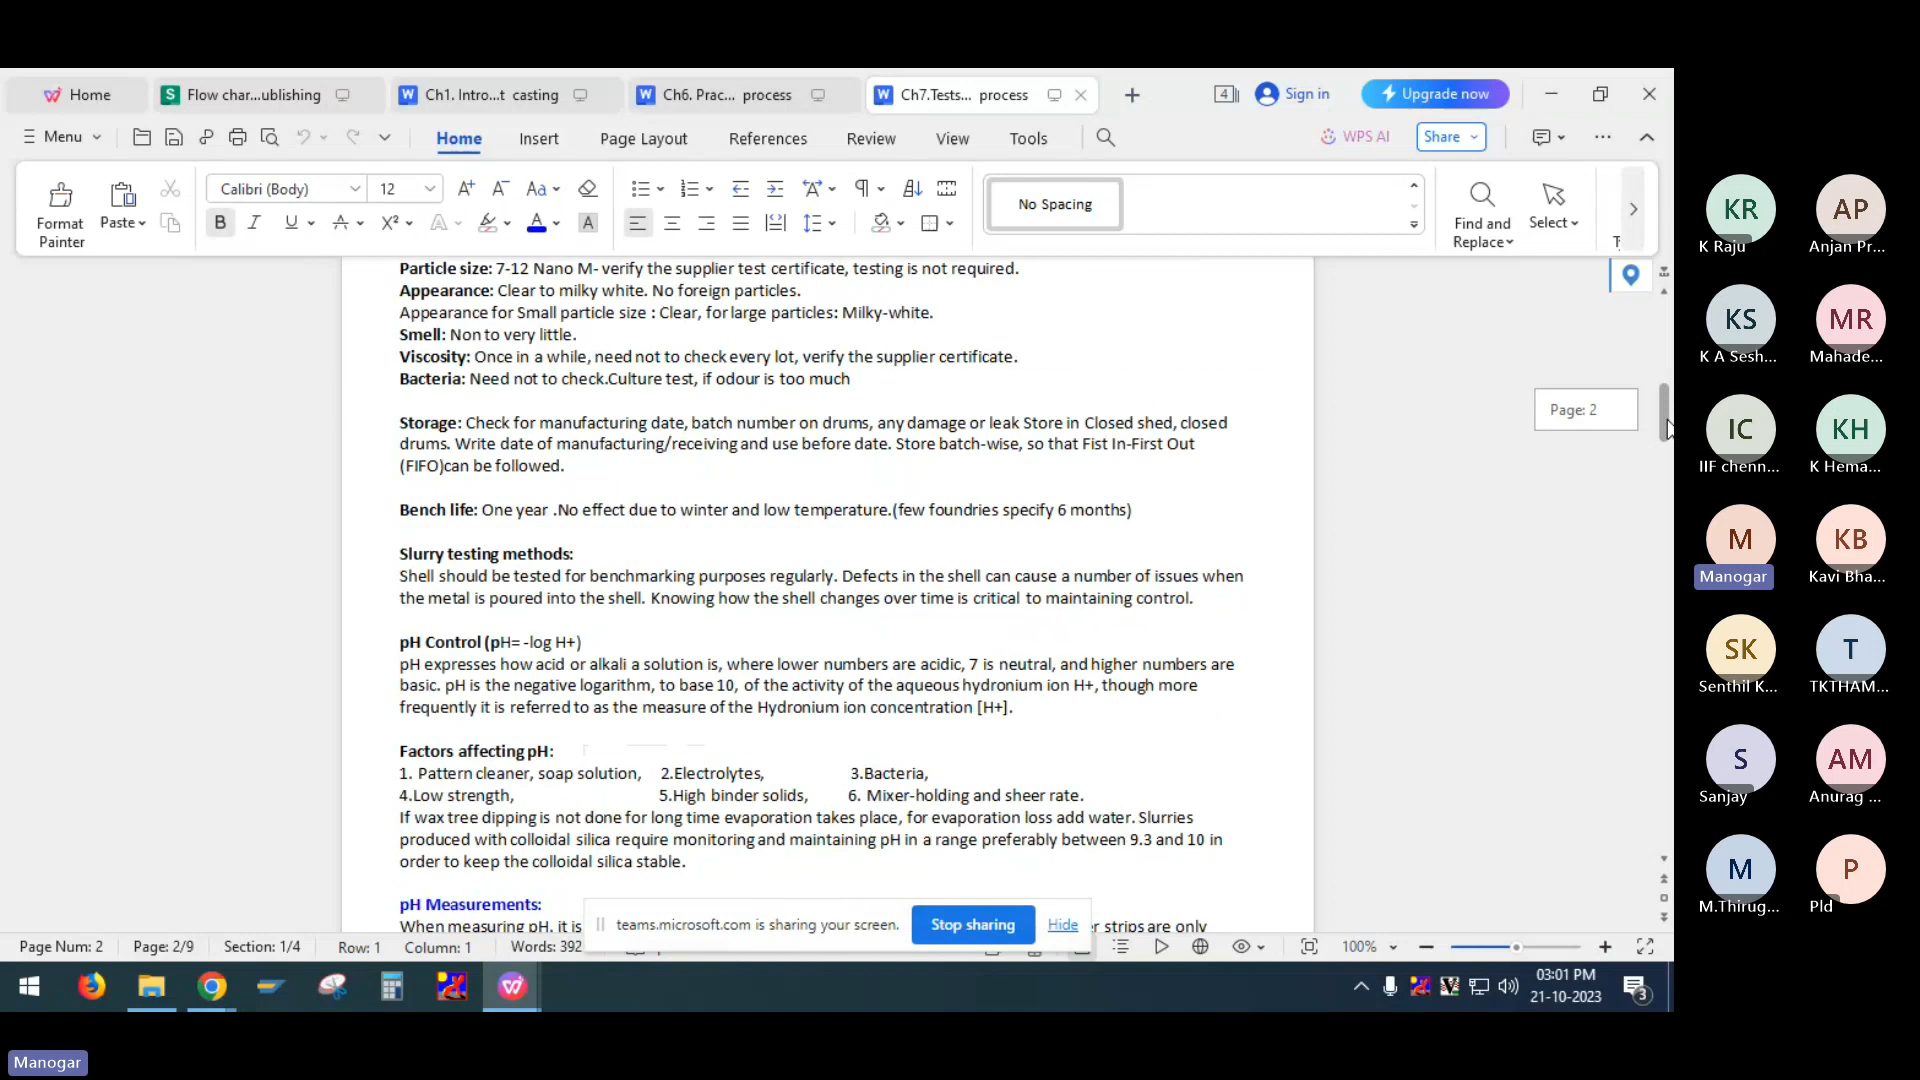 Home
Flow char...ublishing
Ch1. Intro...t casting
Ch6. Prac... process
Ch7.Tests... process
4
Sign in
Upgrade now
Menu
Home
Insert
Page Layout
References
Review
View
Tools
WPS AI
Share
Format Painter
Paste
Calibri (Body)
12
No Spacing
Find and Replace
Select
Particle size: 7-12 Nano M- verify the supplier test certificate, testing is not required.
Appearance: Clear to milky white. No foreign particles.
Appearance for Small particle size : Clear, for large particles: Milky-white.
Smell: Non to very little.
Viscosity: Once in a while, need not to check every lot, verify the supplier certificate.
Bacteria: Need not to check.Culture test, if odour is too much
Storage: Check for manufacturing date, batch number on drums, any damage or leak Store in Closed shed, closed
drums. Write date of manufacturing/receiving and use before date. Store batch-wise, so that Fist In-First Out
(FIFO)can be followed.
Bench life: One year .No effect due to winter and low temperature.(few foundries specify 6 months)
Slurry testing methods:
Shell should be tested for benchmarking purposes regularly. Defects in the shell can cause a number of issues when
the metal is poured into the shell. Knowing how the shell changes over time is critical to maintaining control.
pH Control (pH= -log H+)
pH expresses how acid or alkali a solution is, where lower numbers are acidic, 7 is neutral, and higher numbers are
basic. pH is the negative logarithm, to base 10, of the activity of the aqueous hydronium ion H+, though more
frequently it is referred to as the measure of the Hydronium ion concentration [H+].
Factors affecting pH:
1. Pattern cleaner, soap solution, 2.Electrolytes, 3.Bacteria,
4.Low strength, 5.High binder solids, 6. Mixer-holding and sheer rate.
If wax tree dipping is not done for long time evaporation takes place, for evaporation loss add water. Slurries
produced with colloidal silica require monitoring and maintaining pH in a range preferably between 9.3 and 10 in
order to keep the colloidal silica stable.
pH Measurements:
When measuring pH, it is
r strips are only
Page: 2
teams.microsoft.com is sharing your screen.
Stop sharing
Hide
Page Num: 2
Page: 2/9
Section: 1/4
Row: 1
Column: 1
Words: 392
100%
03:01 PM
21-10-2023
3
KR
K Raju
AP
Anjan Pr...
KS
K A Sesh...
MR
Mahade...
IC
IIF chenn...
KH
K Hema...
M
Manogar
KB
Kavi Bha...
SK
Senthil K...
T
TKTHAM...
S
Sanjay
AM
Anurag ...
M
M.Thirug...
P
Pld
Manogar